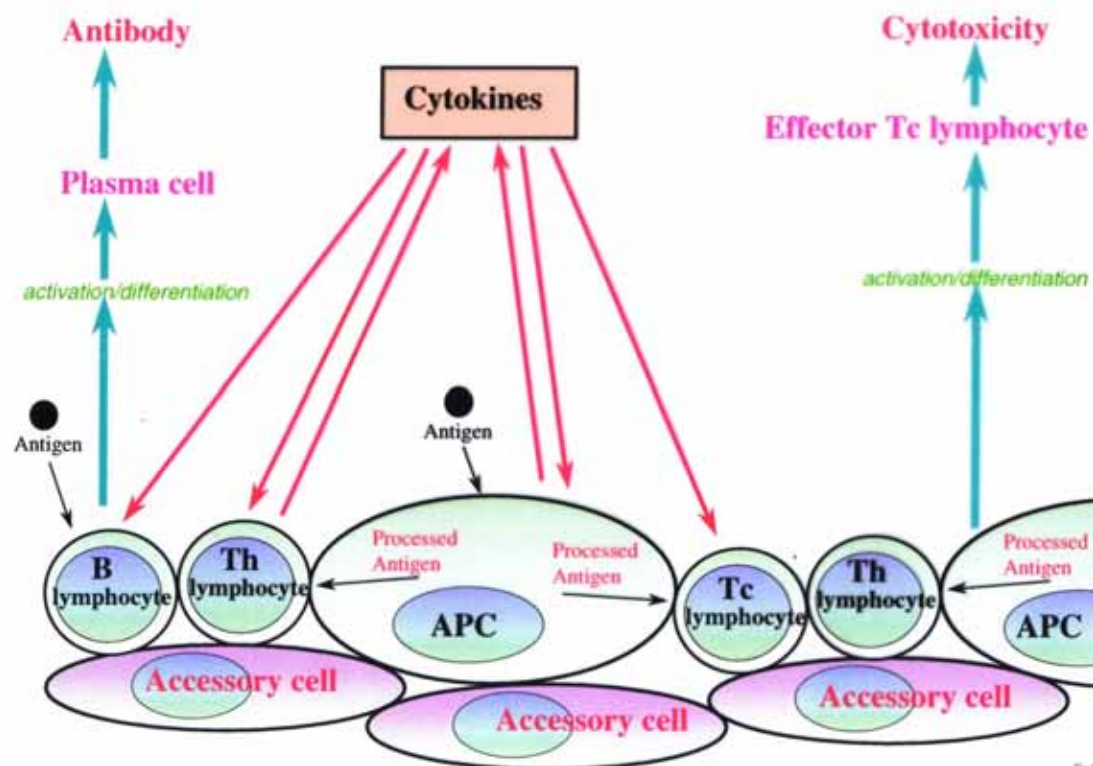 Antibody
Cytotoxicity
Cytokines
Effector Tc lymphocyte
Plasma cell
activation/differentiation
activation/differentiation
Antigen
Antigen
B
lymphocyte
Th
lymphocyte
Processed
Antigen
APC
Processed
Antigen
Tc
lymphocyte
Th
lymphocyte
Processed
Antigen
APC
Accessory cell
Accessory cell
Accessory cell